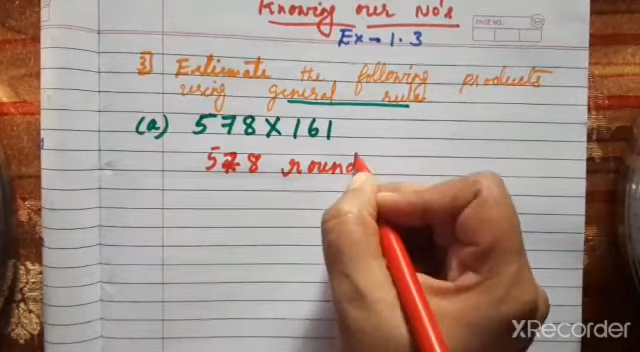 Knowing our No's
Ex → 1.3
PAGE NO.
3] Estimate the following products
using general rule
(a) 578 × 161
578 round
XRecorder